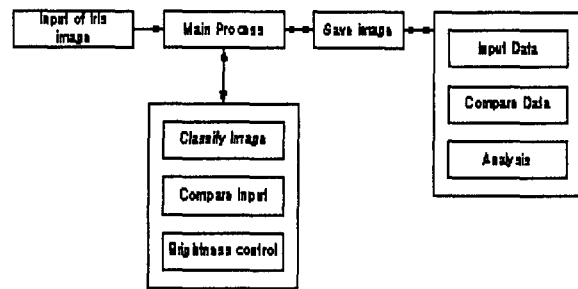 Input of Iris
image
Main Process
Save image
Input Data
Compare Data
Analysis
Classify Image
Compare Input
Brightness control